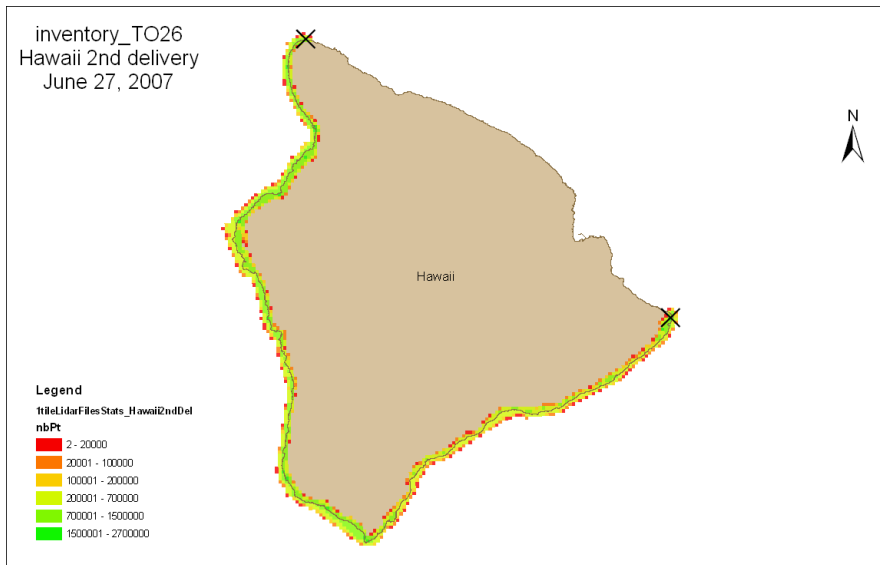 inventory_TO26
Hawaii 2nd delivery
June 27, 2007
N
Hawaii
Legend
1tileLidarFilesStats_Hawaii2ndDel
nbPt
2 - 20000
20001 - 100000
100001 - 200000
200001 - 700000
700001 - 1500000
1500001 - 2700000